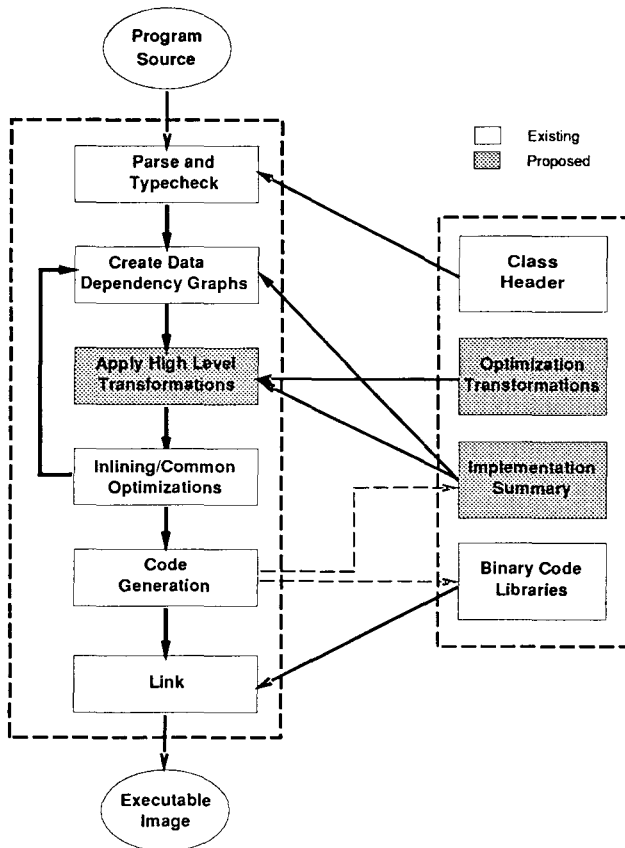 Program
Source
Parse and
Typecheck
Create Data
Dependency Graphs
Apply High Level
Transformations
Inlining/Common
Optimizations
Code
Generation
Link
Executable
Image
Existing
Proposed
Class
Header
Optimization
Transformations
Implementation
Summary
Binary Code
Libraries